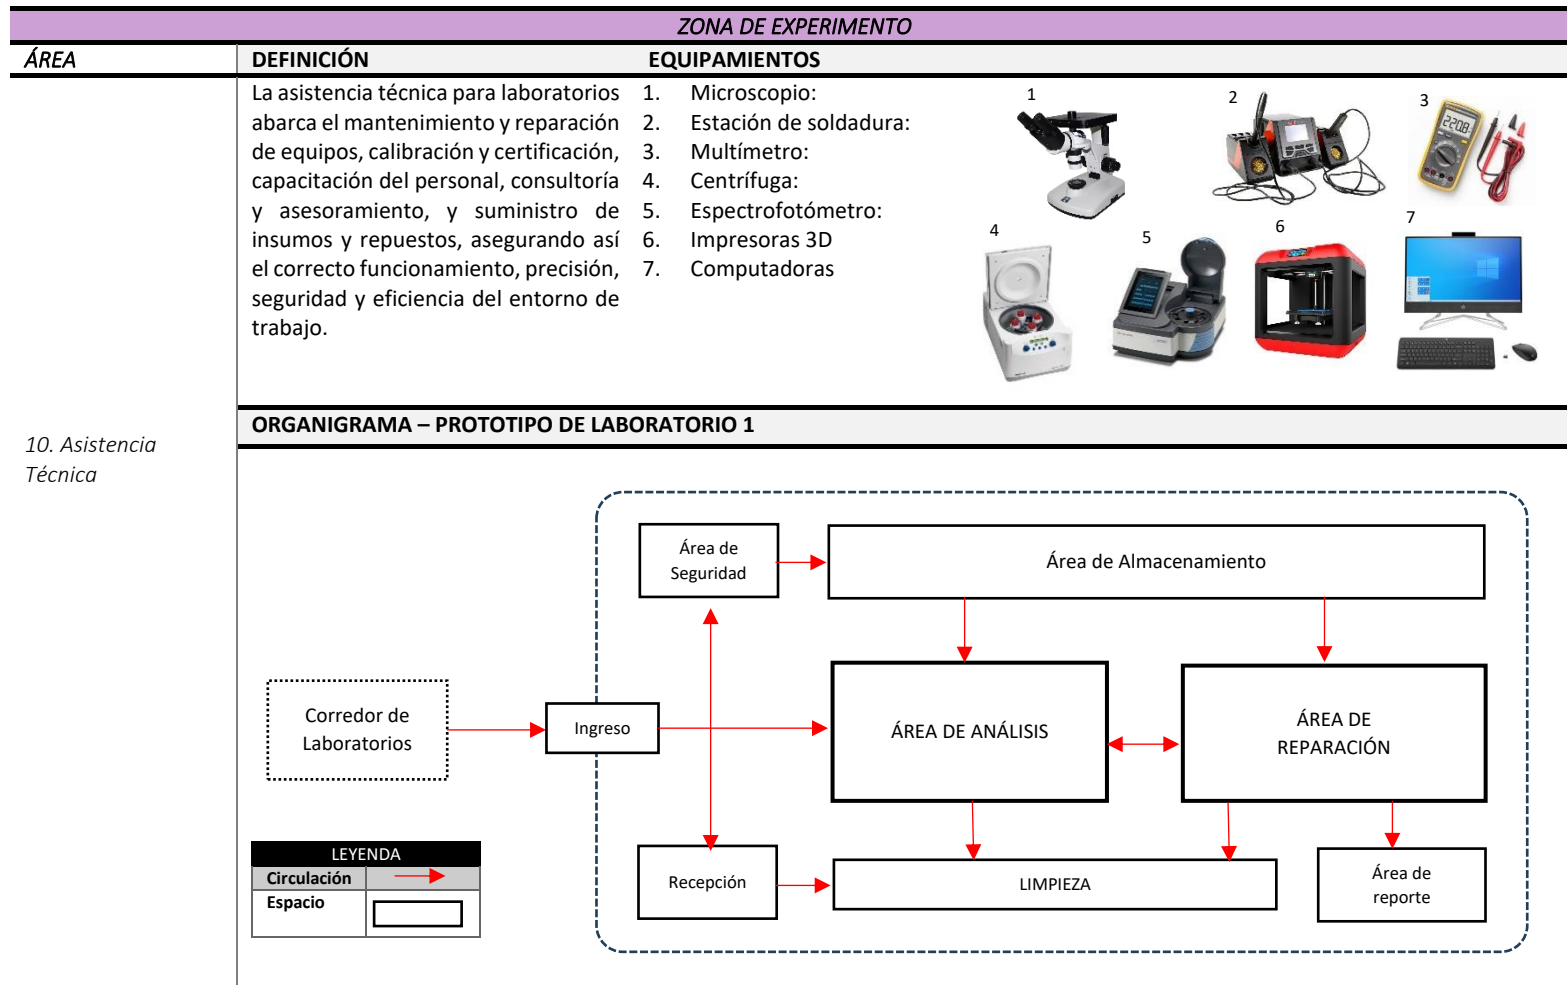 ZONA DE EXPERIMENTO
ÁREA
DEFINICIÓN
EQUIPAMIENTOS
La asistencia técnica para laboratorios
abarca el mantenimiento y reparación
de equipos, calibración y certificación,
capacitación del personal, consultoría
y asesoramiento, y suministro de
insumos y repuestos, asegurando así
el correcto funcionamiento, precisión,
seguridad y eficiencia del entorno de
trabajo.
1. Microscopio:
2. Estación de soldadura:
3. Multímetro:
4. Centrífuga:
5. Espectrofotómetro:
6. Impresoras 3D
7. Computadoras
1
2
3
220.8
4
5
6
7
10. Asistencia
Técnica
ORGANIGRAMA – PROTOTIPO DE LABORATORIO 1
Área de
Seguridad
Área de Almacenamiento
Corredor de
Laboratorios
Ingreso
ÁREA DE ANÁLISIS
ÁREA DE
REPARACIÓN
Recepción
LIMPIEZA
Área de
reporte
LEYENDA
Circulación
Espacio